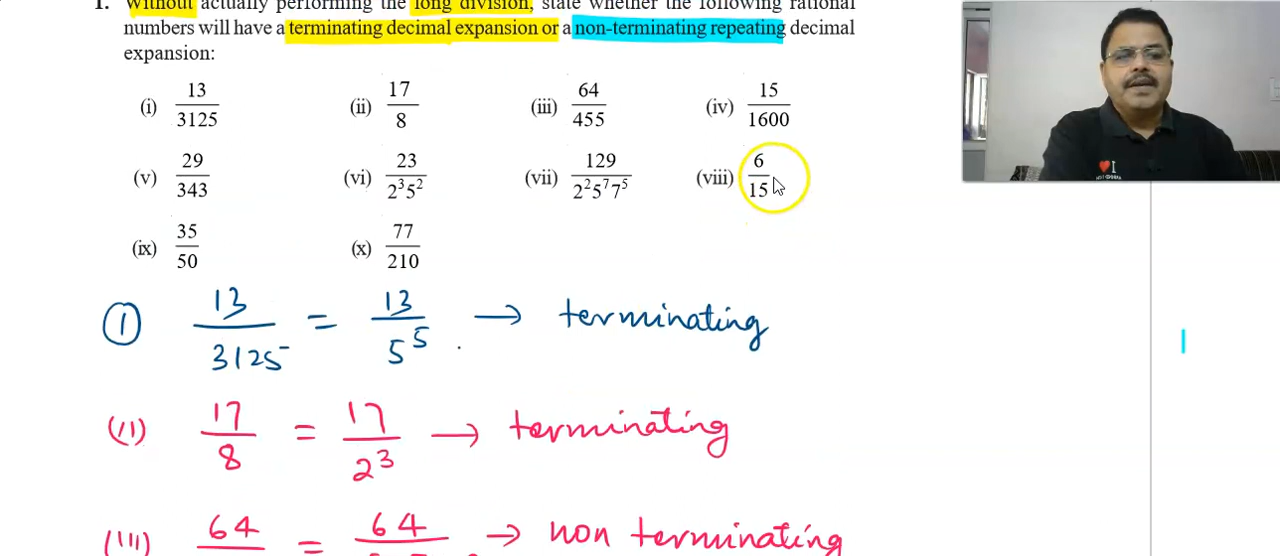 1. Without actually performing the long division, state whether the following rational
numbers will have a terminating decimal expansion or a non-terminating repeating decimal
expansion:
(i) 13/3125 (ii) 17/8 (iii) 64/455 (iv) 15/1600
(v) 29/343 (vi) 23/2³5² (vii) 129/2²5⁷7⁵ (viii) 6/15
(ix) 35/50 (x) 77/210
① 13/3125 = 13/5⁵ → terminating
(ii) 17/8 = 17/2³ → terminating
(iii) 64 = 64 → non terminating
I